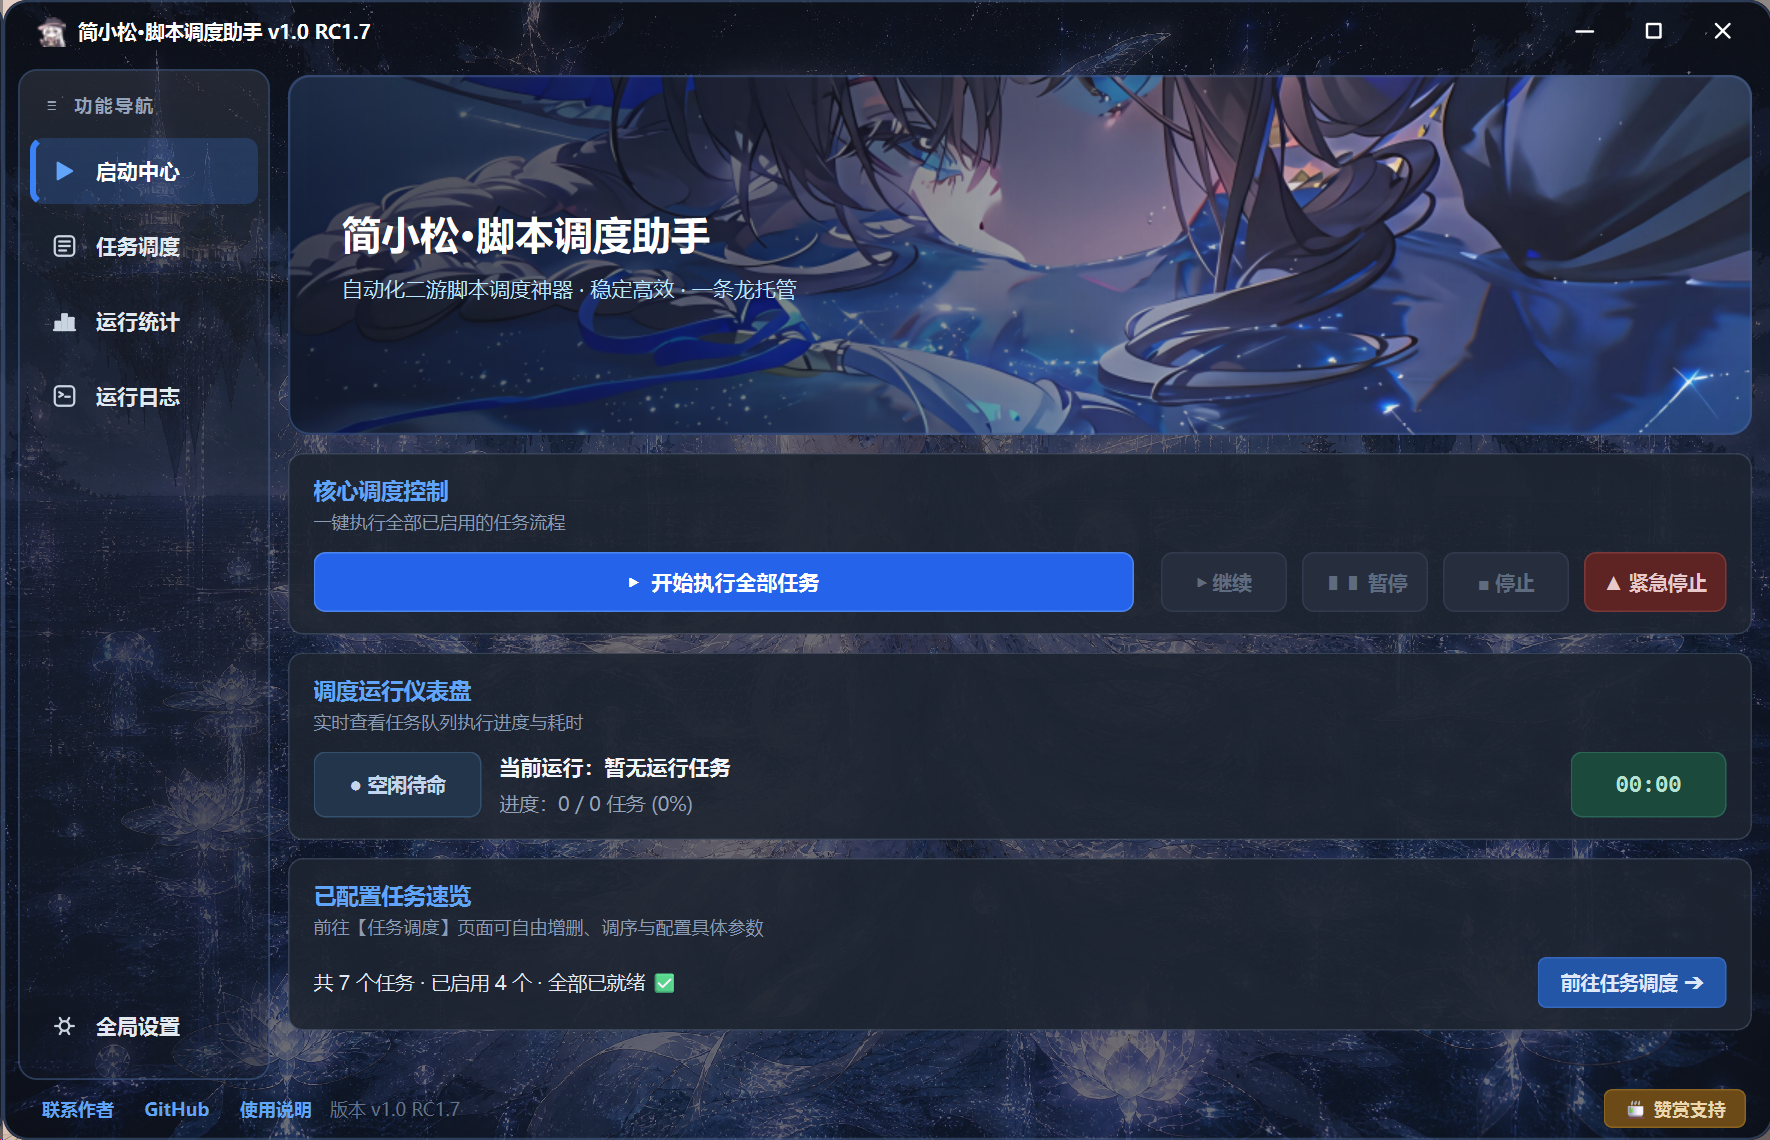 简小松•脚本调度助手 v1.0 RC1.7
功能导航
启动中心
任务调度
运行统计
运行日志
全局设置
简小松•脚本调度助手
自动化二游脚本调度神器 · 稳定高效 · 一条龙托管
核心调度控制
一键执行全部已启用的任务流程
开始执行全部任务
继续
暂停
停止
紧急停止
调度运行仪表盘
实时查看任务队列执行进度与耗时
空闲待命
当前运行：暂无运行任务
进度：0 / 0 任务 (0%)
00:00
已配置任务速览
前往【任务调度】页面可自由增删、调序与配置具体参数
共 7 个任务 · 已启用 4 个 · 全部已就绪 ✅
前往任务调度 →
联系作者 GitHub 使用说明 版本 v1.0 RC1.7
赞赏支持